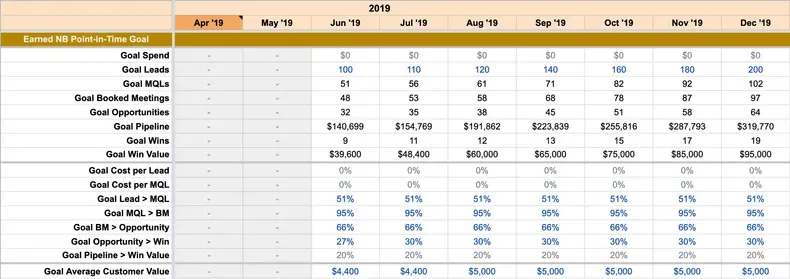 2019
Apr '19 May '19 Jun '19 Jul '19 Aug '19 Sep '19 Oct '19 Nov '19 Dec '19
Earned NB Point-in-Time Goal
Goal Spend - - $0 $0 $0 $0 $0 $0 $0
Goal Leads - - 100 110 120 140 160 180 200
Goal MQLs - - 51 56 61 71 82 92 102
Goal Booked Meetings - - 48 53 58 68 78 87 97
Goal Opportunities - - 32 35 38 45 51 58 64
Goal Pipeline - - $140,699 $154,769 $191,862 $223,839 $255,816 $287,793 $319,770
Goal Wins - - 9 11 12 13 15 17 19
Goal Win Value - - $39,600 $48,400 $60,000 $65,000 $75,000 $85,000 $95,000
Goal Cost per Lead - - 0% 0% 0% 0% 0% 0% 0%
Goal Cost per MQL - - 0% 0% 0% 0% 0% 0% 0%
Goal Lead > MQL - - 51% 51% 51% 51% 51% 51% 51%
Goal MQL > BM - - 95% 95% 95% 95% 95% 95% 95%
Goal BM > Opportunity - - 66% 66% 66% 66% 66% 66% 66%
Goal Opportunity > Win - - 27% 30% 30% 30% 30% 30% 30%
Goal Pipeline > Win Value - - 20% 20% 20% 20% 20% 20% 20%
Goal Average Customer Value - - $4,400 $4,400 $5,000 $5,000 $5,000 $5,000 $5,000